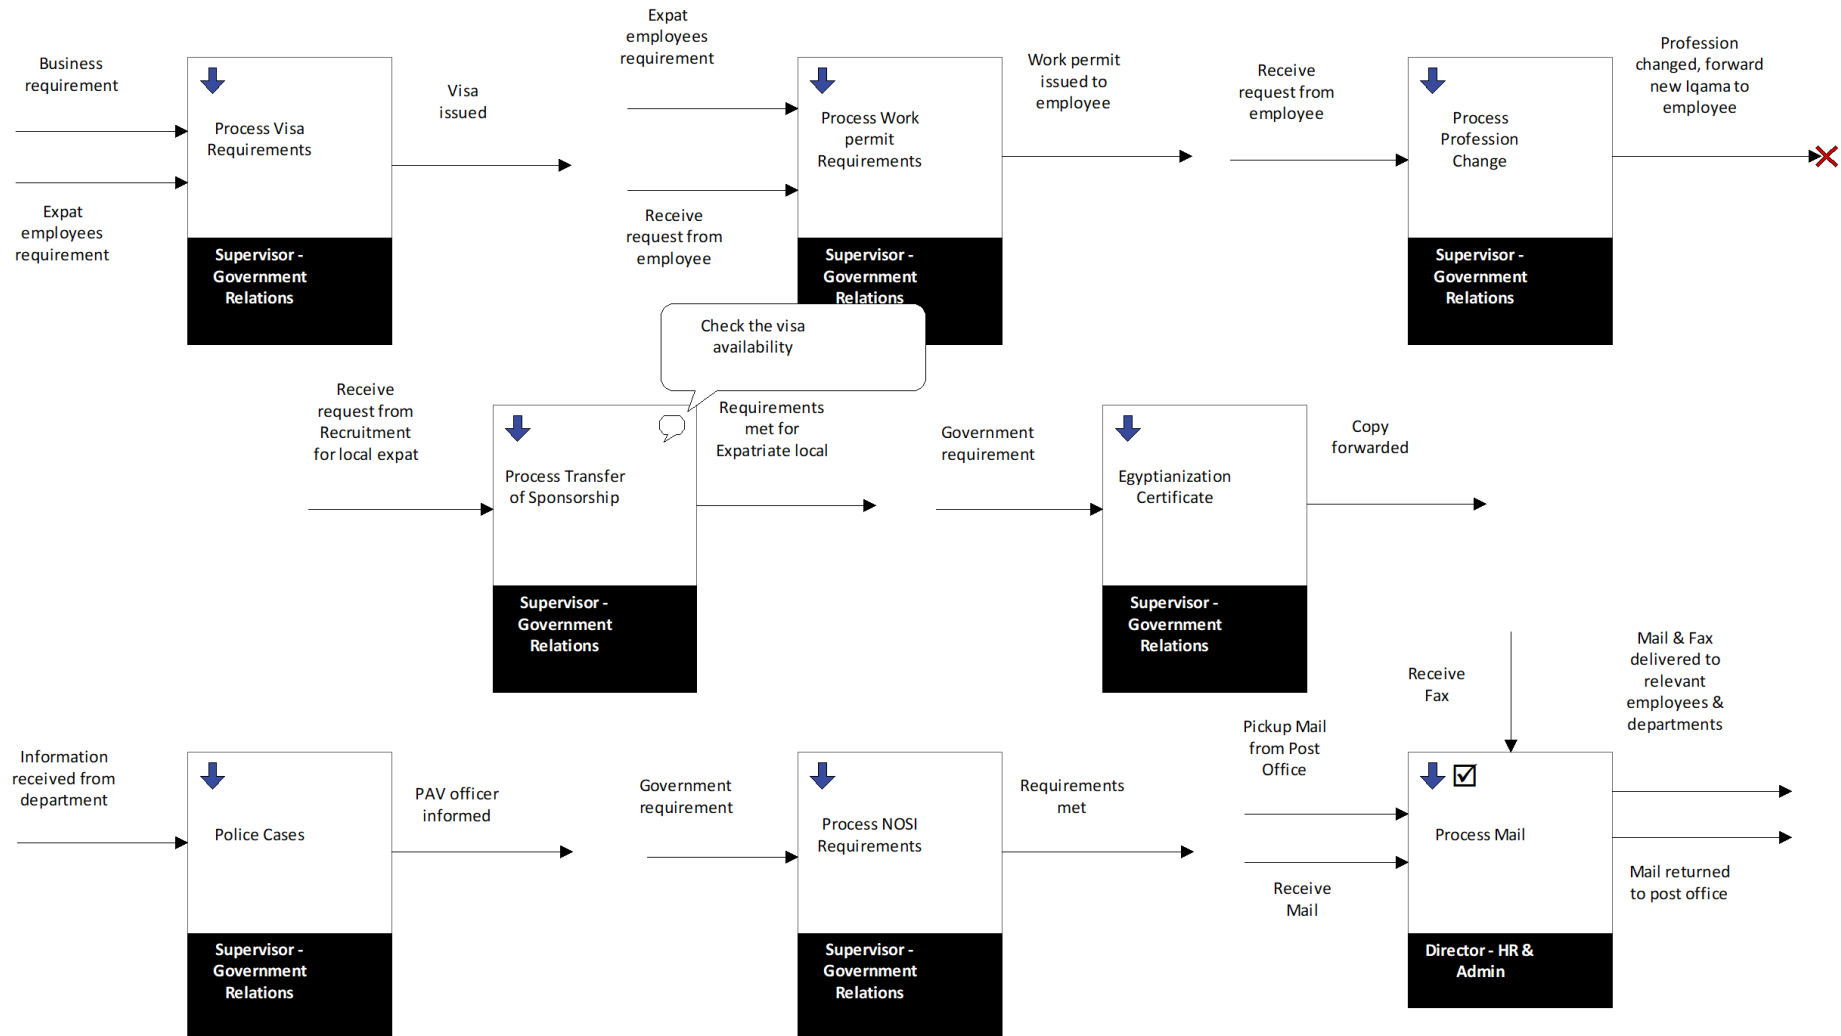 Business
requirement
Expat
employees
requirement
Process Visa
Requirements
Supervisor -
Government
Relations
Visa
issued
Expat
employees
requirement
Receive
request from
employee
Process Work
permit
Requirements
Supervisor -
Government
Relations
Work permit
issued to
employee
Receive
request from
employee
Process
Profession
Change
Supervisor -
Government
Relations
Profession
changed, forward
new Iqama to
employee
Receive
request from
Recruitment
for local expat
Process Transfer
of Sponsorship
Supervisor -
Government
Relations
Check the visa
availability
Requirements
met for
Expatriate local
Government
requirement
Egyptianization
Certificate
Supervisor -
Government
Relations
Copy
forwarded
Information
received from
department
Police Cases
Supervisor -
Government
Relations
PAV officer
informed
Government
requirement
Process NOSI
Requirements
Supervisor -
Government
Relations
Requirements
met
Receive
Fax
Pickup Mail
from Post
Office
Receive
Mail
Process Mail
Director - HR &
Admin
Mail & Fax
delivered to
relevant
employees &
departments
Mail returned
to post office